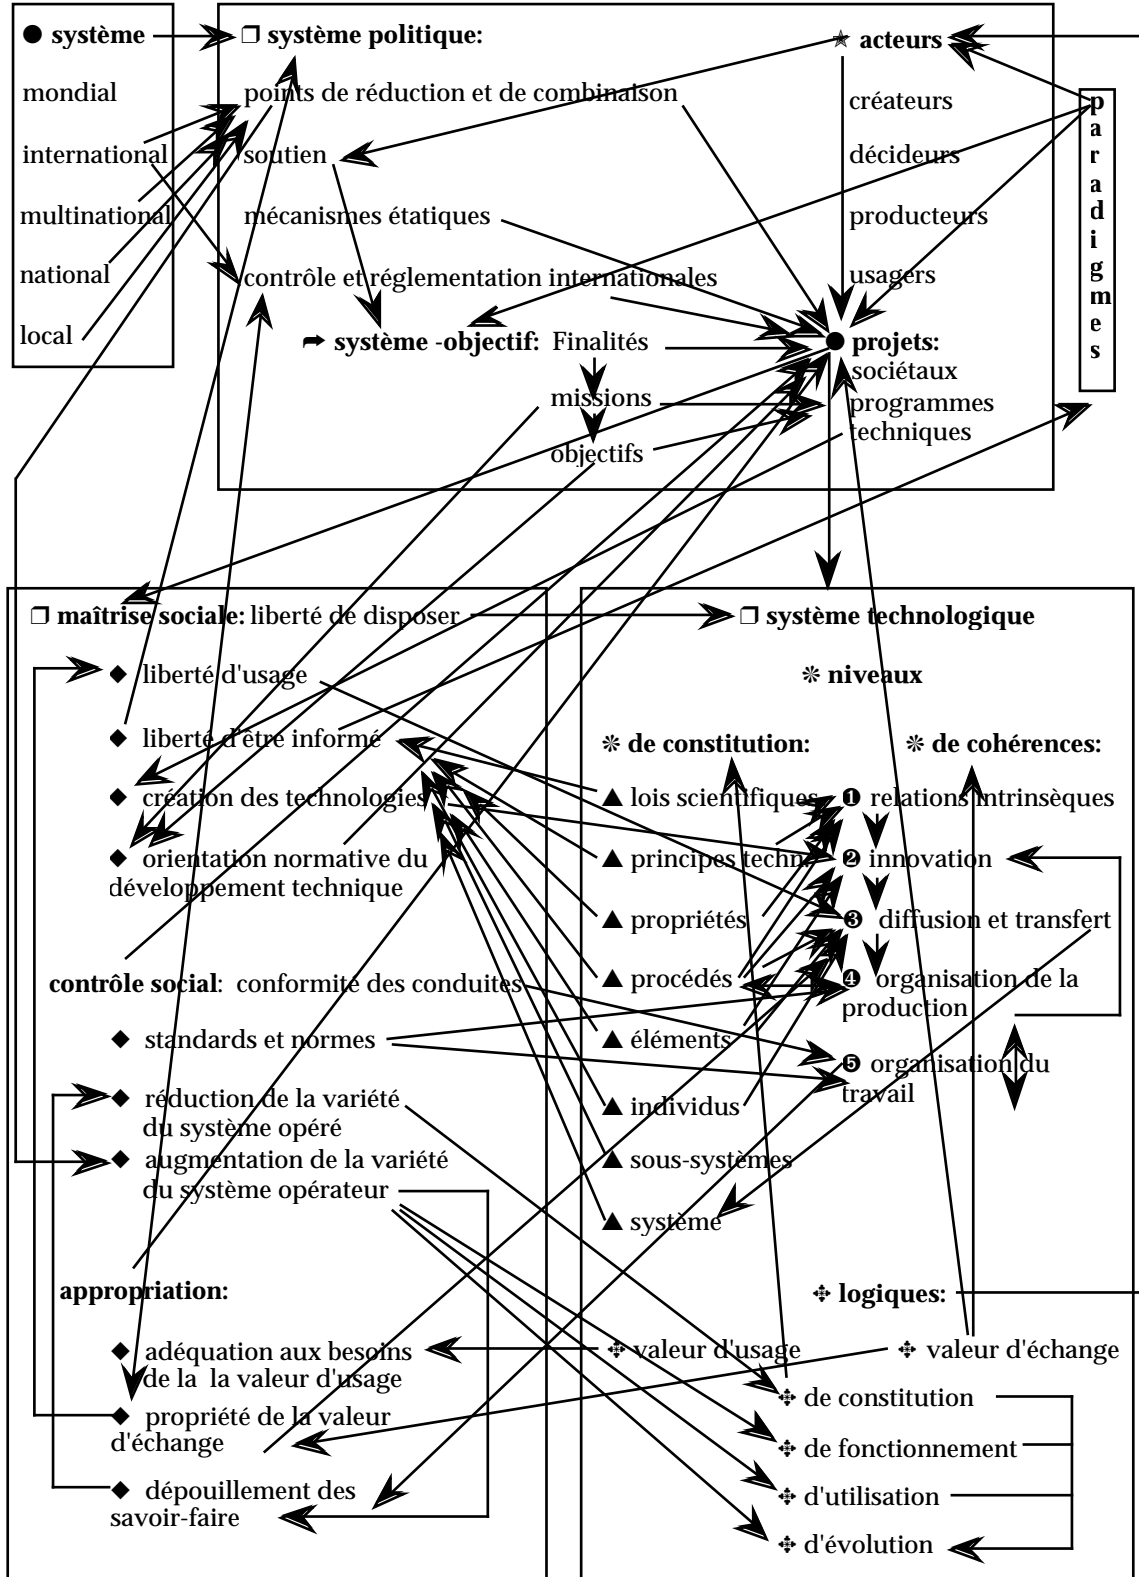 ● système
mondial
international
multinational
national
local
❒ système politique:
points de réduction et de combinaison
soutien
mécanismes étatiques
contrôle et réglementation internationales
➦ système -objectif: Finalités
missions
objectifs
✭ acteurs
créateurs
décideurs
producteurs
usagers
● projets:
sociétaux
programmes
techniques
paradigmes
❒ maîtrise sociale: liberté de disposer
◆ liberté d'usage
◆ liberté d'être informé
◆ création des technologies
◆ orientation normative du
développement technique
contrôle social: conformité des conduites
◆ standards et normes
◆ réduction de la variété
du système opéré
◆ augmentation de la variété
du système opérateur
appropriation:
◆ adéquation aux besoins
de la la valeur d'usage
◆ propriété de la valeur
d'échange
◆ dépouillement des
savoir-faire
❒ système technologique
❊ niveaux
❊ de constitution:
▲ lois scientifiques
▲ principes techn.
▲ propriétés
▲ procédés
▲ éléments
▲ individus
▲ sous-systèmes
▲ système
❊ de cohérences:
❶ relations intrinsèques
❷ innovation
❸ diffusion et transfert
❹ organisation de la
production
❺ organisation du
travail
✥ logiques:
✥ valeur d'usage
✥ valeur d'échange
✥ de constitution
✥ de fonctionnement
✥ d'utilisation
✥ d'évolution